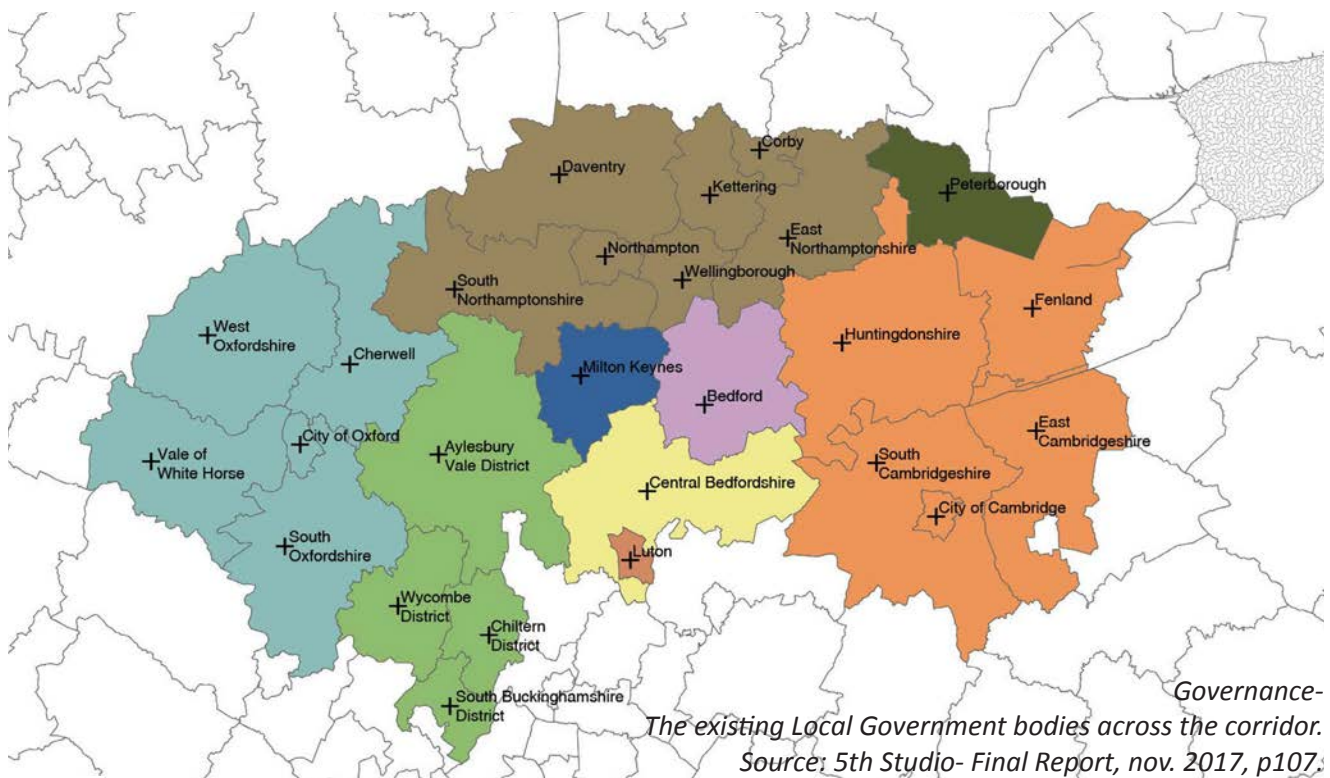 Corby
Daventry
Kettering
Peterborough
East
Northamptonshire
Northampton
Wellingborough
South
Northamptonshire
Fenland
West
Oxfordshire
Cherwell
Huntingdonshire
Milton Keynes
Bedford
East
Cambridgeshire
City of Oxford
Vale of
White Horse
Aylesbury
Vale District
South
Cambridgeshire
Central Bedfordshire
City of Cambridge
South
Oxfordshire
Luton
Wycombe
District
Chiltern
District
South Buckinghamshire
District
Governance-
The existing Local Government bodies across the corridor.
Source: 5th Studio- Final Report, nov. 2017, p107.